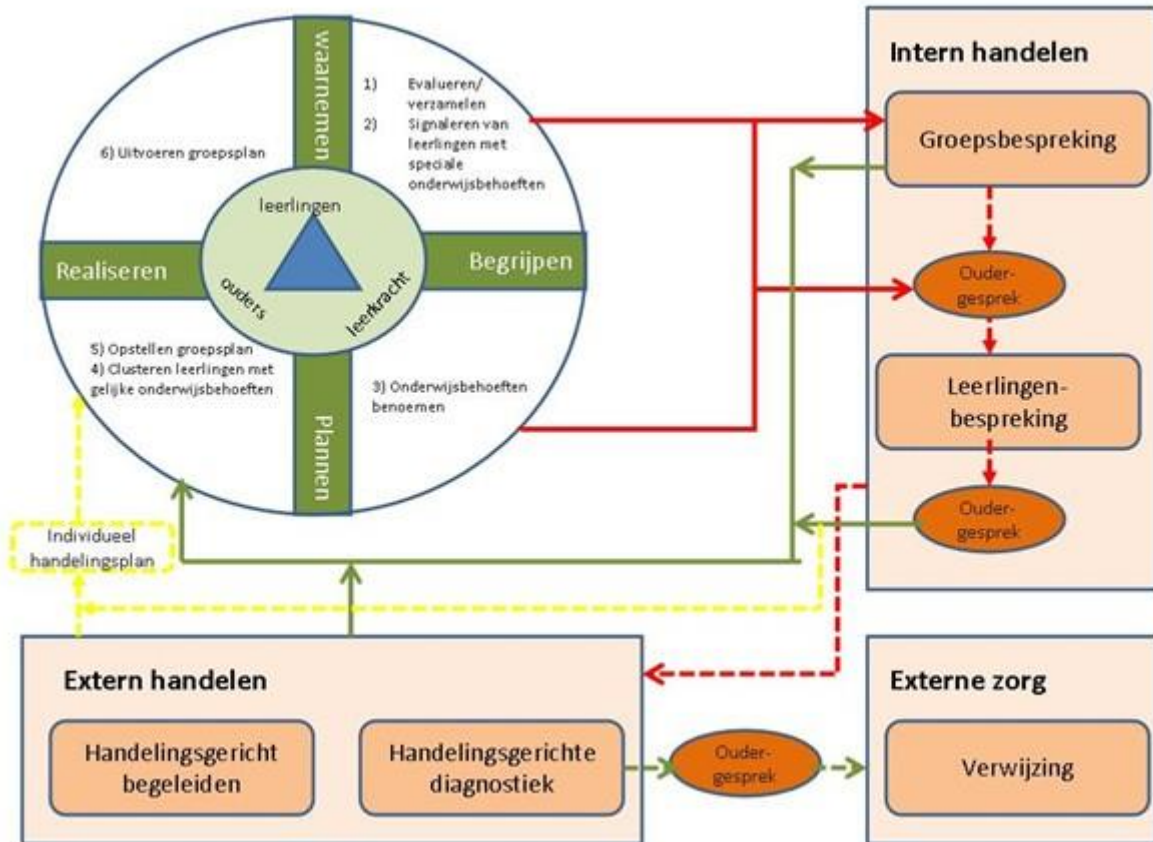 waarnemen
1) Evalueren/
verzamelen
2) Signaleren van
leerlingen met
speciale
onderwijsbehoeften
6) Uitvoeren groepsplan
leerlingen
Realiseren
Begrijpen
ouders
leerkracht
5) Opstellen groepsplan
4) Clusteren leerlingen met
gelijke onderwijsbehoeften
3) Onderwijsbehoeften
benoemen
Plannen
Intern handelen
Groepsbespreking
Ouder-
gesprek
Leerlingen-
bespreking
Ouder-
gesprek
Individueel
handelingsplan
Extern handelen
Handelingsgericht
begeleiden
Handelingsgerichte
diagnostiek
Ouder-
gesprek
Externe zorg
Verwijzing